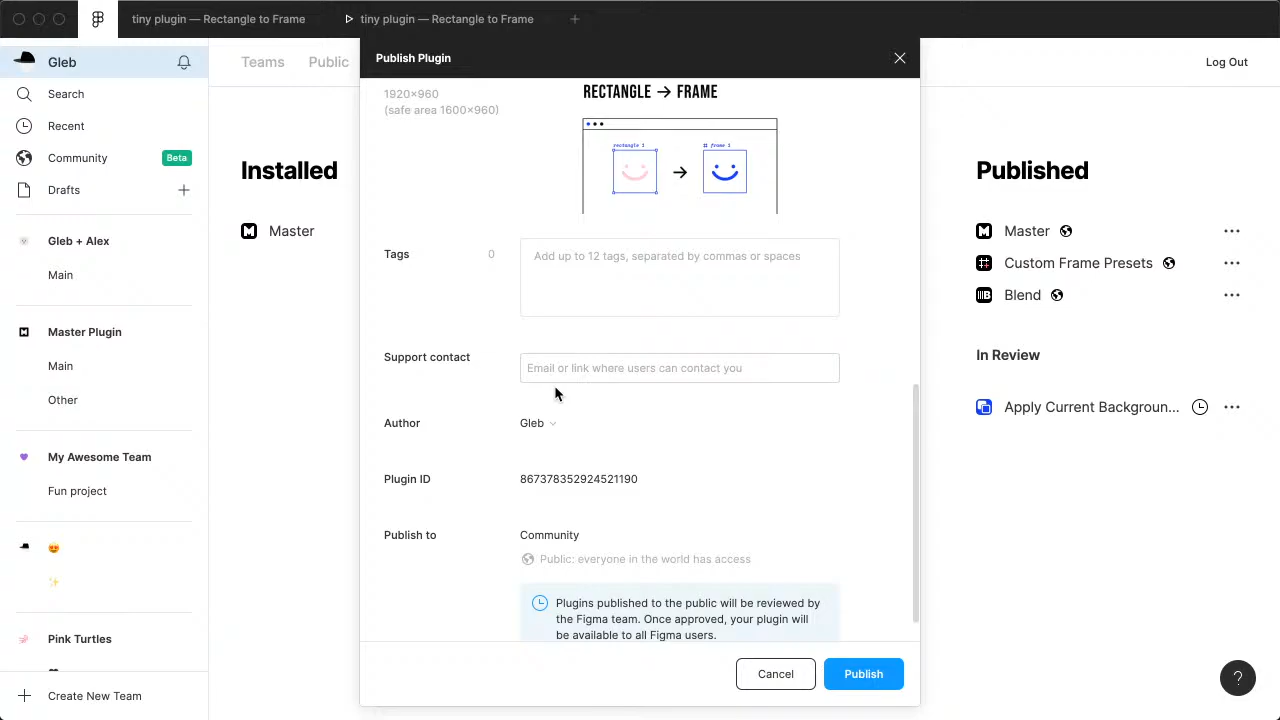 tiny plugin — Rectangle to Frame
tiny plugin — Rectangle to Frame
Gleb
Search
Recent
Community
Beta
Drafts
Gleb + Alex
Main
Master Plugin
Main
Other
My Awesome Team
Fun project
Pink Turtles
Create New Team
Teams
Public
Log Out
Installed
Master
Publish Plugin
1920×960
(safe area 1600×960)
RECTANGLE → FRAME
rectangle 1
frame 1
Tags
0
Add up to 12 tags, separated by commas or spaces
Support contact
Email or link where users can contact you
Author
Gleb
Plugin ID
867378352924521190
Publish to
Community
Public: everyone in the world has access
Plugins published to the public will be reviewed by
the Figma team. Once approved, your plugin will
be available to all Figma users.
Cancel
Publish
Published
Master
Custom Frame Presets
Blend
In Review
Apply Current Backgroun...
?